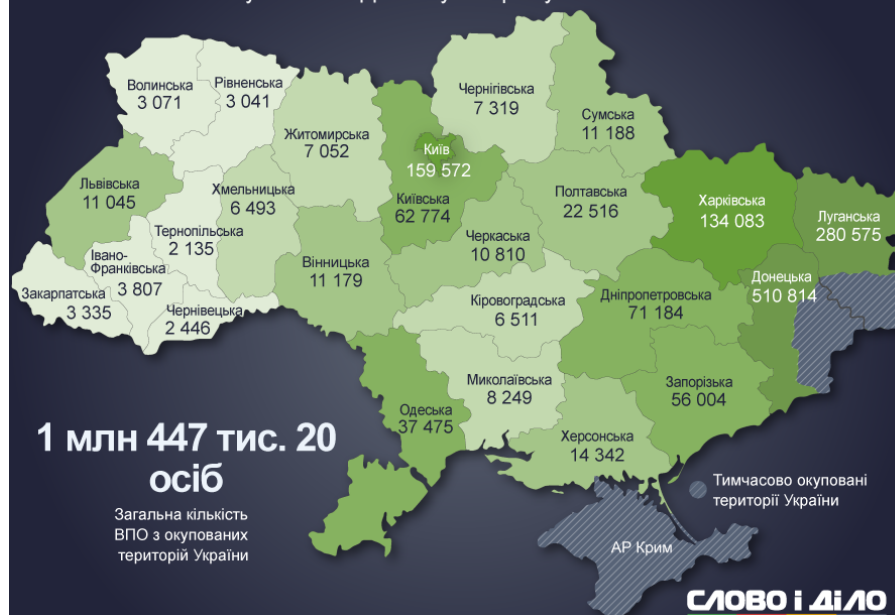 Волинська
3 071
Рівненська
3 041
Житомирська
7 052
Чернігівська
7 319
Сумська
11 188
Київ
159 572
Київська
62 774
Львівська
11 045
Хмельницька
6 493
Тернопільська
2 135
Івано-
Франківська
3 807
Закарпатська
3 335
Чернівецька
2 446
Вінницька
11 179
Черкаська
10 810
Полтавська
22 516
Харківська
134 083
Луганська
280 575
Донецька
510 814
Кіровоградська
6 511
Дніпропетровська
71 184
Запорізька
56 004
Миколаївська
8 249
Одеська
37 475
Херсонська
14 342
1 млн 447 тис. 20
осіб
Загальна кількість
ВПО з окупованих
територій України
Тимчасово окуповані
території України
АР Крим
СЛОВО і ДІЛО